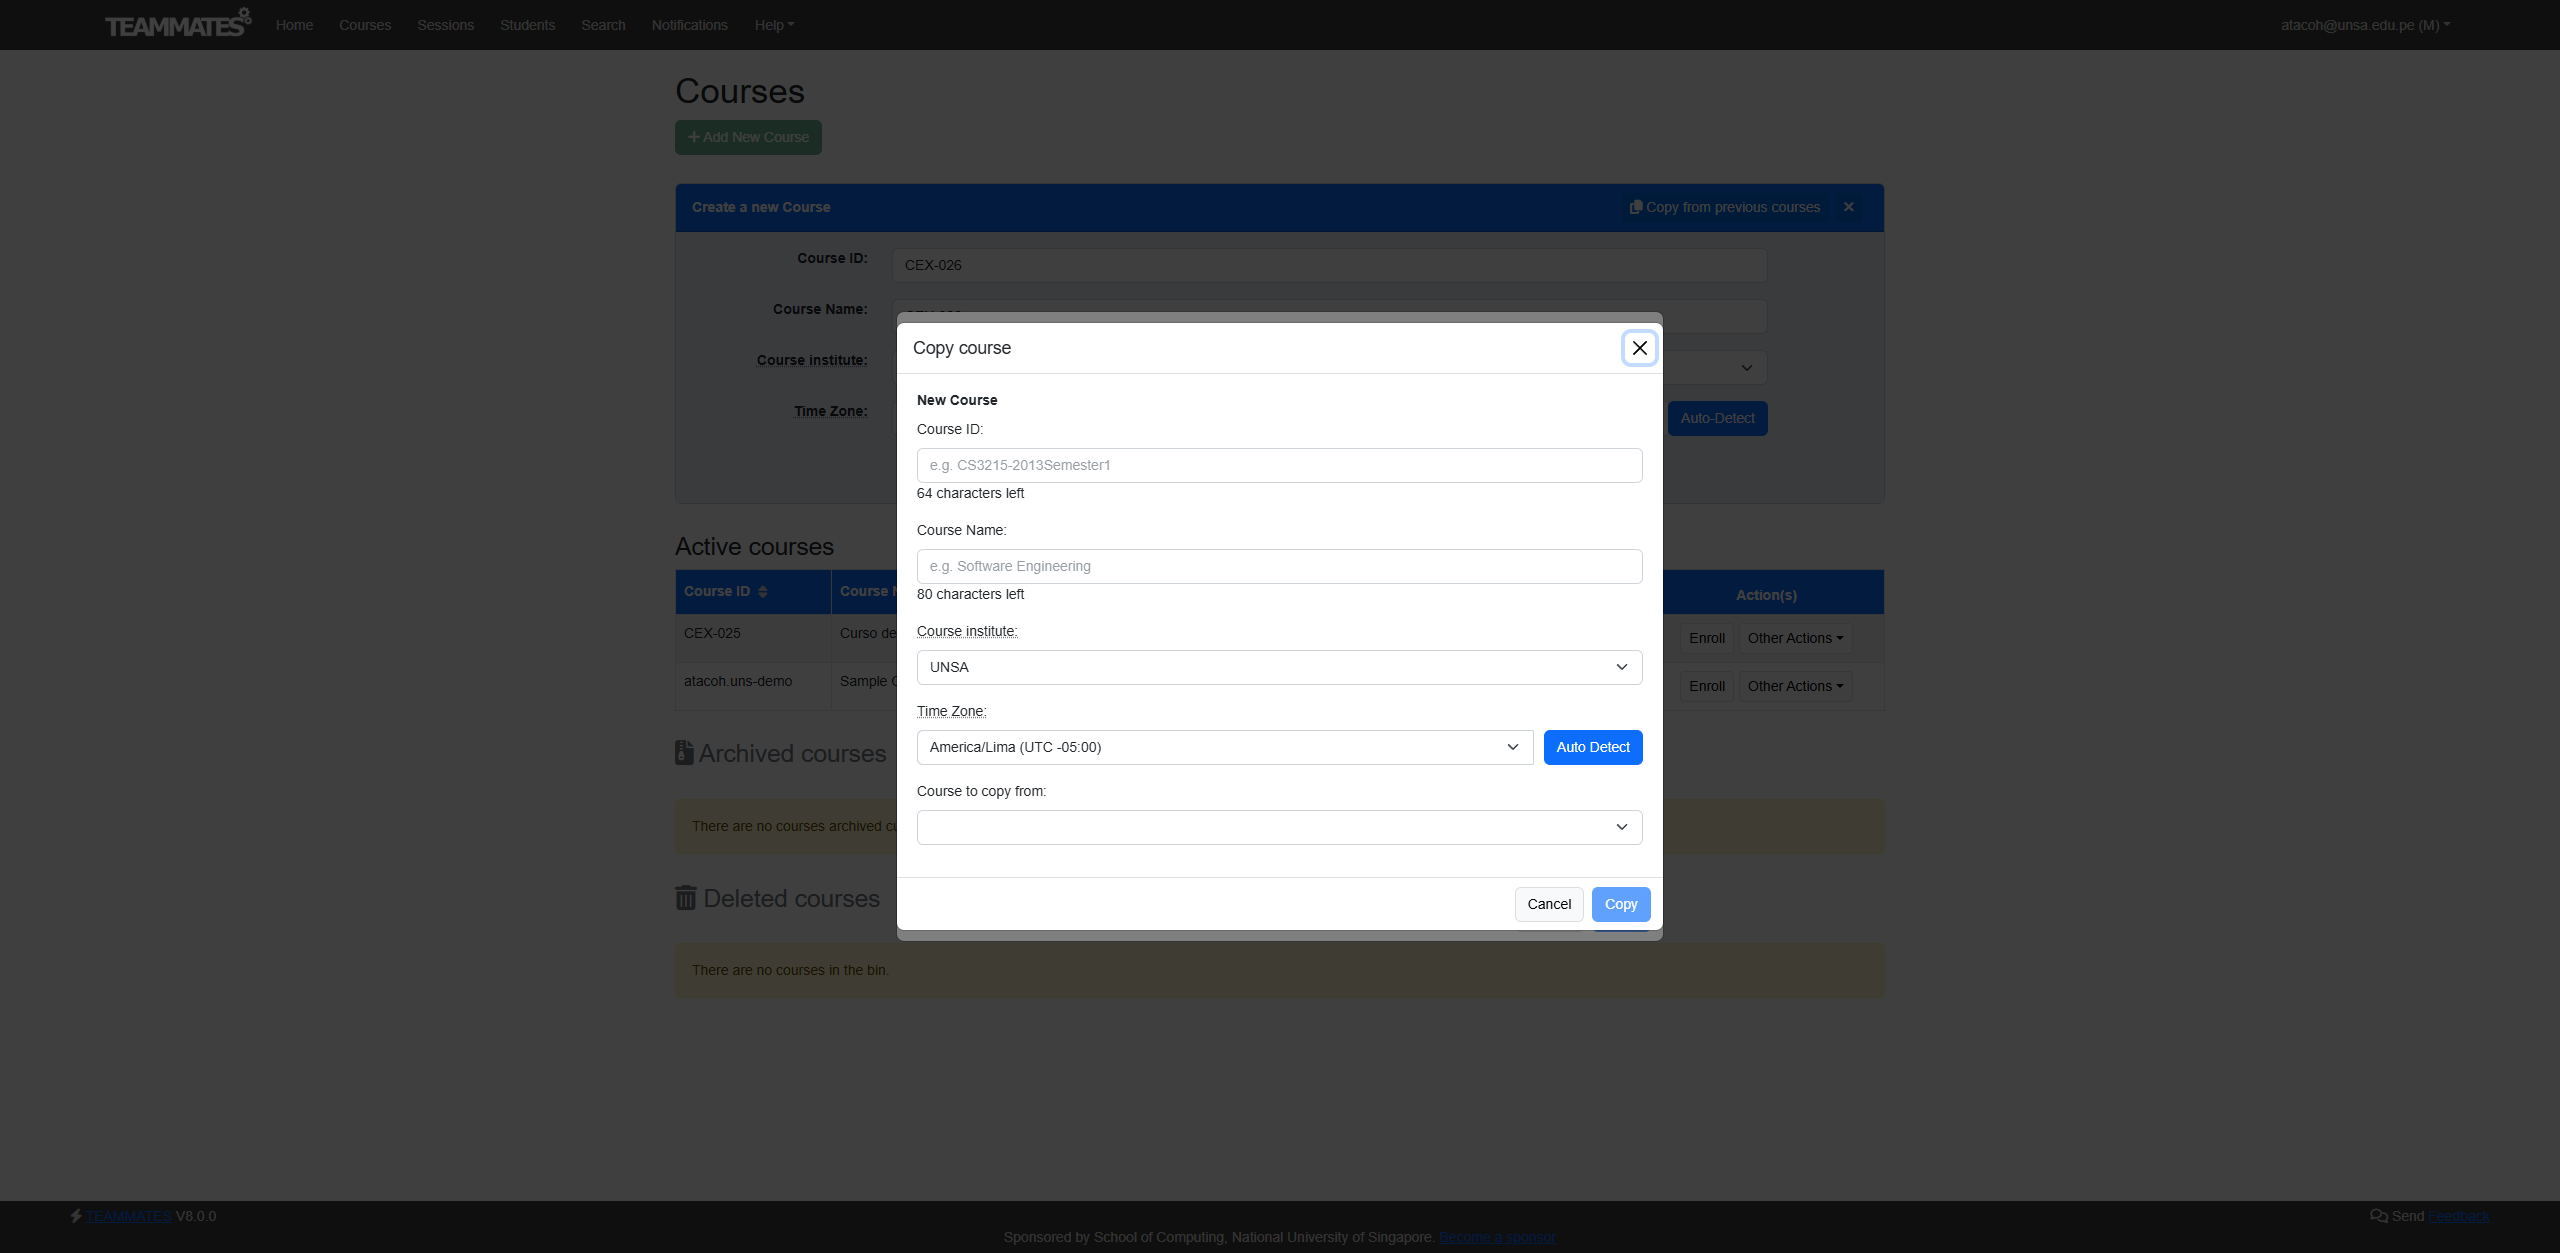 TEAMMATES Home Courses Sessions Students Search Notifications Help atacoh@unsa.edu.pe (M)
Courses
Add New Course
Create a new Course Copy from previous courses
Course ID: CEX-026
Course Name:
Course institute:
Time Zone: Auto-Detect
Copy course
New Course
Course ID:
e.g. CS3215-2013Semester1
64 characters left
Course Name:
e.g. Software Engineering
80 characters left
Course institute:
UNSA
Time Zone:
America/Lima (UTC -05:00) Auto Detect
Course to copy from:
Cancel Copy
Active courses
Course ID Course Action(s)
CEX-025 Curso de Enroll Other Actions
atacoh.uns-demo Sample Enroll Other Actions
Archived courses
There are no courses archived
Deleted courses
There are no courses in the bin.
TEAMMATES V8.0.0 Send Feedback
Sponsored by School of Computing, National University of Singapore. Become a sponsor